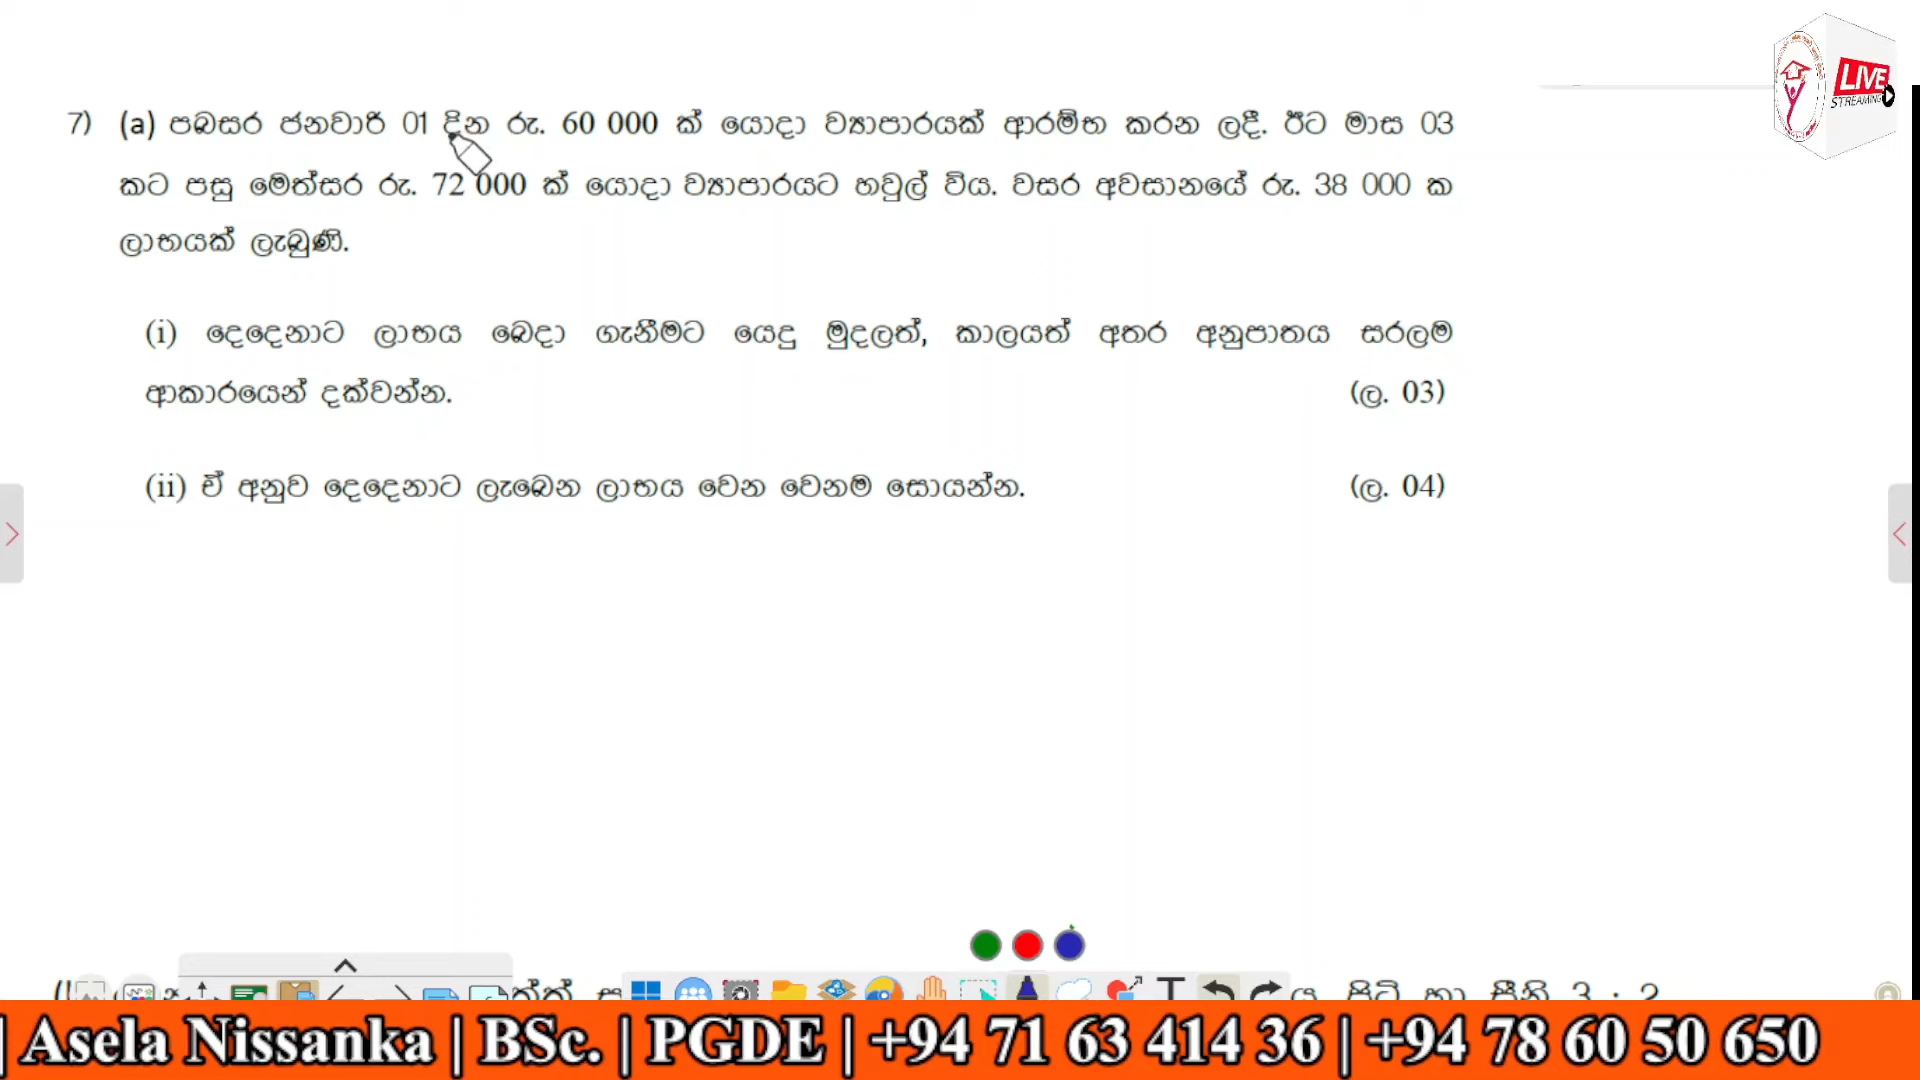 LIVE
STREAMING
7) (a) පබසර ජනවාරි 01 දින රු. 60 000 ක් යොදා ව්‍යාපාරයක් ආරම්භ කරන ලදී. ඊට මාස 03
කට පසු මෙත්සර රු. 72 000 ක් යොදා ව්‍යාපාරයට හවුල් විය. වසර අවසානයේ රු. 38 000 ක
ලාභයක් ලැබුණි.
(i) දෙදෙනාට ලාභය බෙදා ගැනීමට යෙදු මුදලත්, කාලයත් අතර අනුපාතය සරලම
ආකාරයෙන් දක්වන්න. (ල. 03)
(ii) ඒ අනුව දෙදෙනාට ලැබෙන ලාභය වෙන වෙනම සොයන්න. (ල. 04)
පිටි හා සීනි 3 : 2
| Asela Nissanka | BSc. | PGDE | +94 71 63 414 36 | +94 78 60 50 650